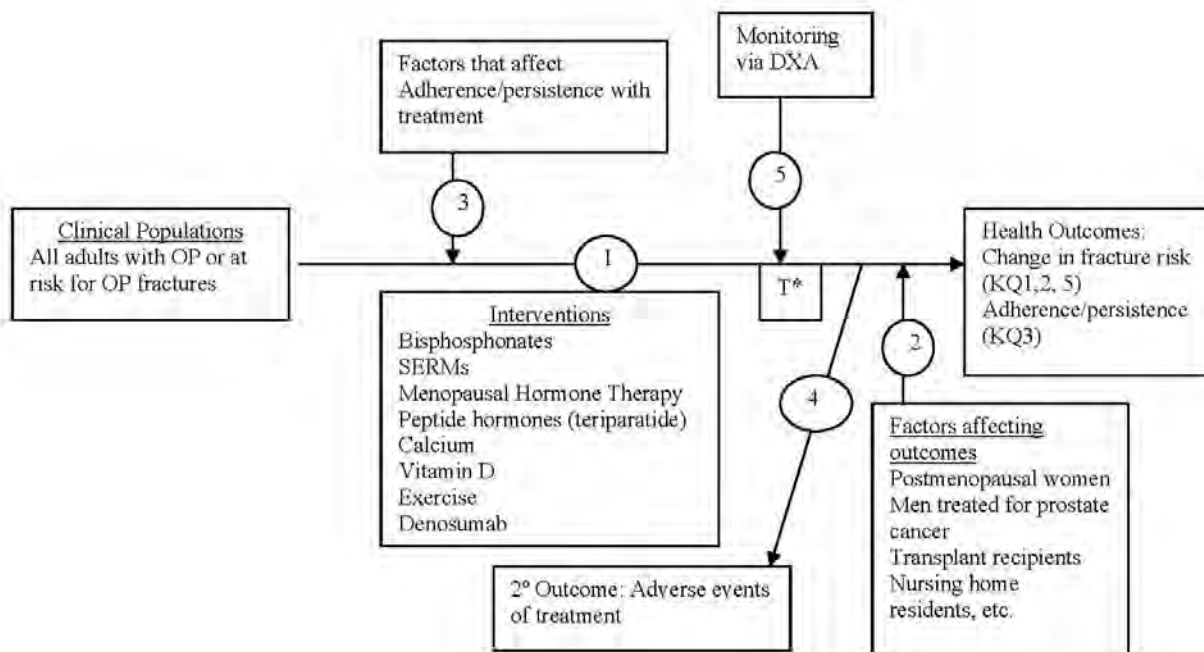 Factors that affect
Adherence/persistence with
treatment
Monitoring
via DXA
3
5
Clinical Populations
All adults with OP or at
risk for OP fractures
1
T*
Health Outcomes:
Change in fracture risk
(KQ1,2, 5)
Adherence/persistence
(KQ3)
Interventions
Bisphosphonates
SERMs
Menopausal Hormone Therapy
Peptide hormones (teriparatide)
Calcium
Vitamin D
Exercise
Denosumab
2
4
Factors affecting
outcomes
Postmenopausal women
Men treated for prostate
cancer
Transplant recipients
Nursing home
residents, etc.
2º Outcome: Adverse events
of treatment